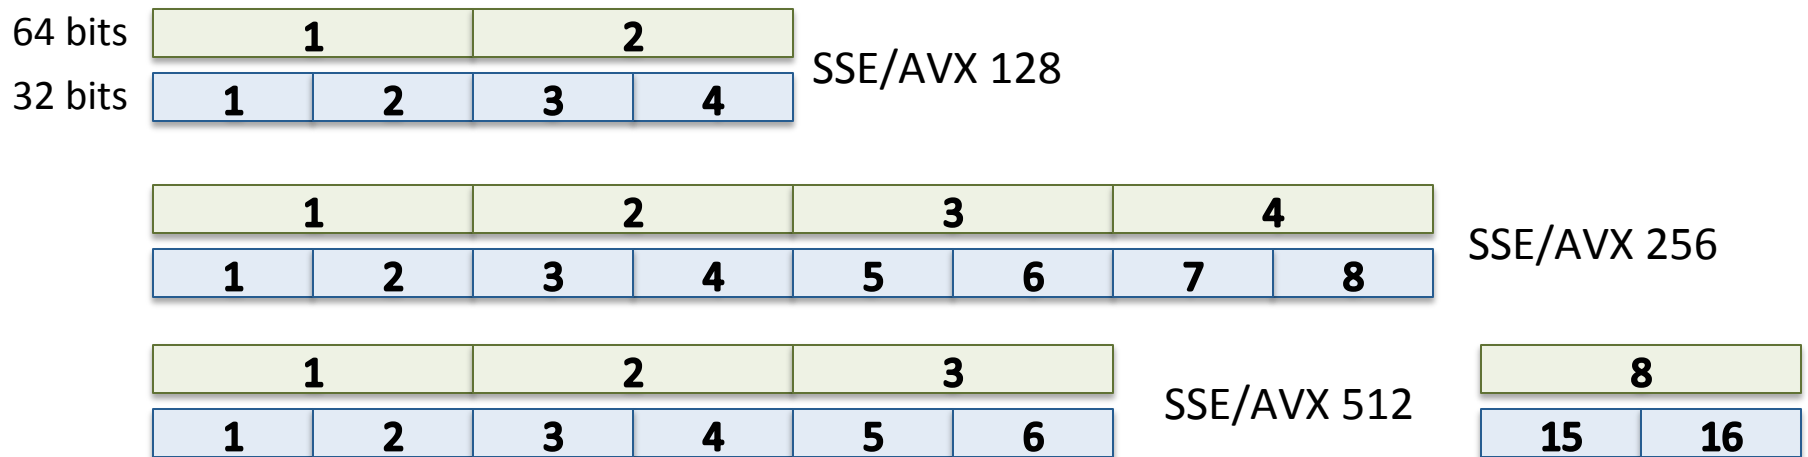 64 bits 1 2
SSE/AVX 128
32 bits 1 2 3 4
1 2 3 4
SSE/AVX 256
1 2 3 4 5 6 7 8
1 2 3 8
SSE/AVX 512
1 2 3 4 5 6 15 16